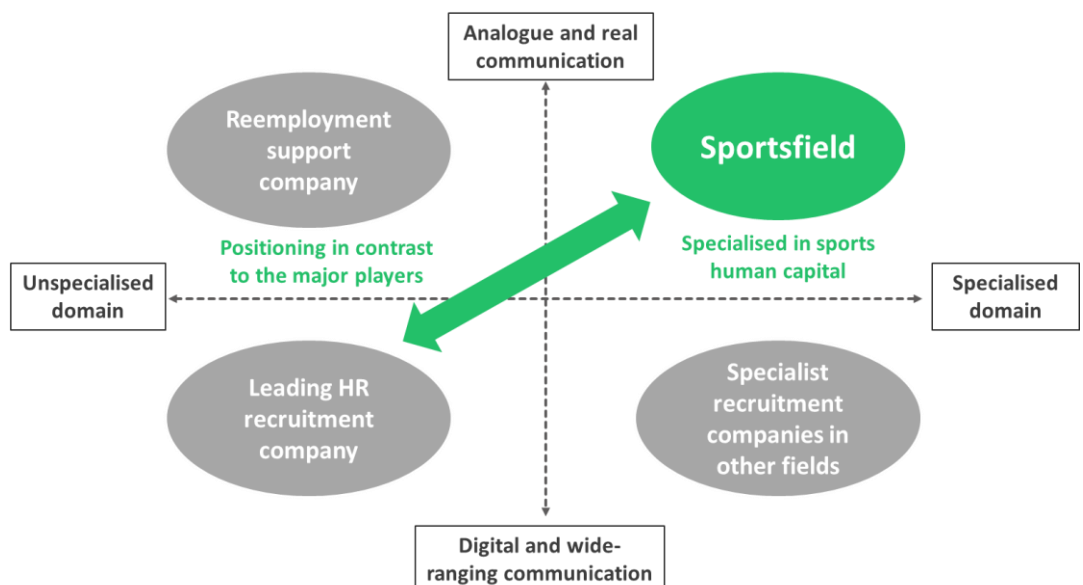 Analogue and real
communication
Reemployment
support
company
Sportsfield
Positioning in contrast
to the major players
Specialised in sports
human capital
Unspecialised
domain
Specialised
domain
Leading HR
recruitment
company
Specialist
recruitment
companies in
other fields
Digital and wide-
ranging communication